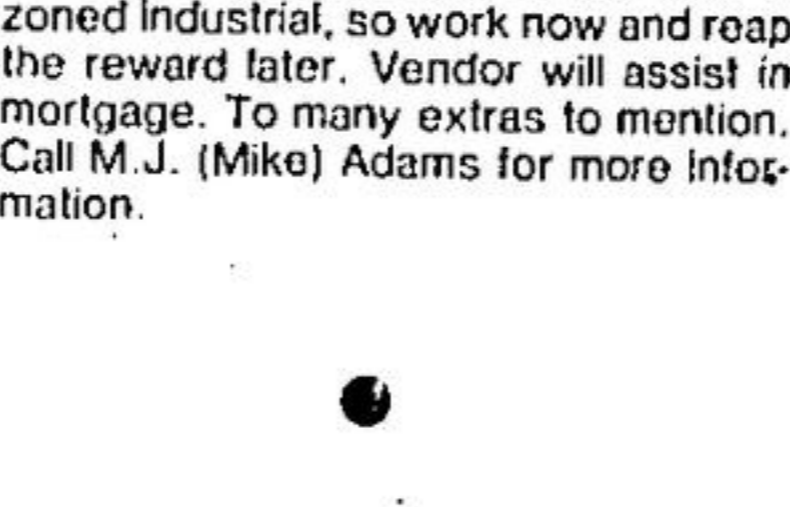 zoned Industrial, so work now and reap
the reward later. Vendor will assist in
mortgage. To many extras to mention.
Call M.J. (Mike) Adams for more Infor-
mation.